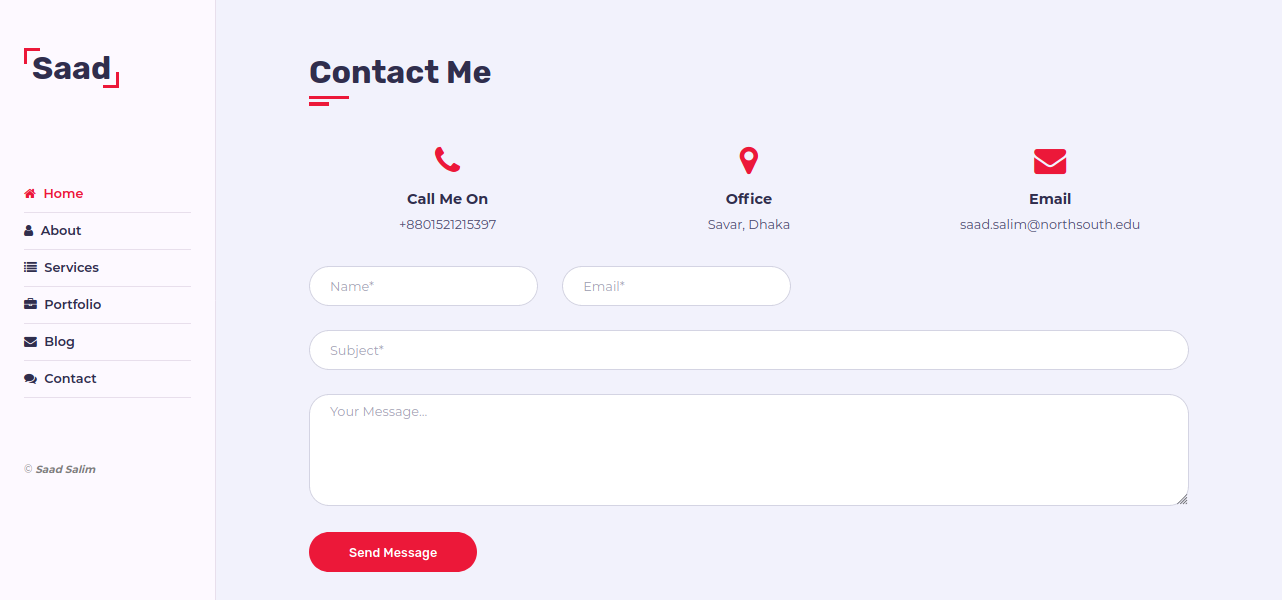 Saad
Home
About
Services
Portfolio
Blog
Contact
© Saad Salim
Contact Me
Call Me On
+8801521215397
Office
Savar, Dhaka
Email
saad.salim@northsouth.edu
Name*
Email*
Subject*
Your Message...
Send Message